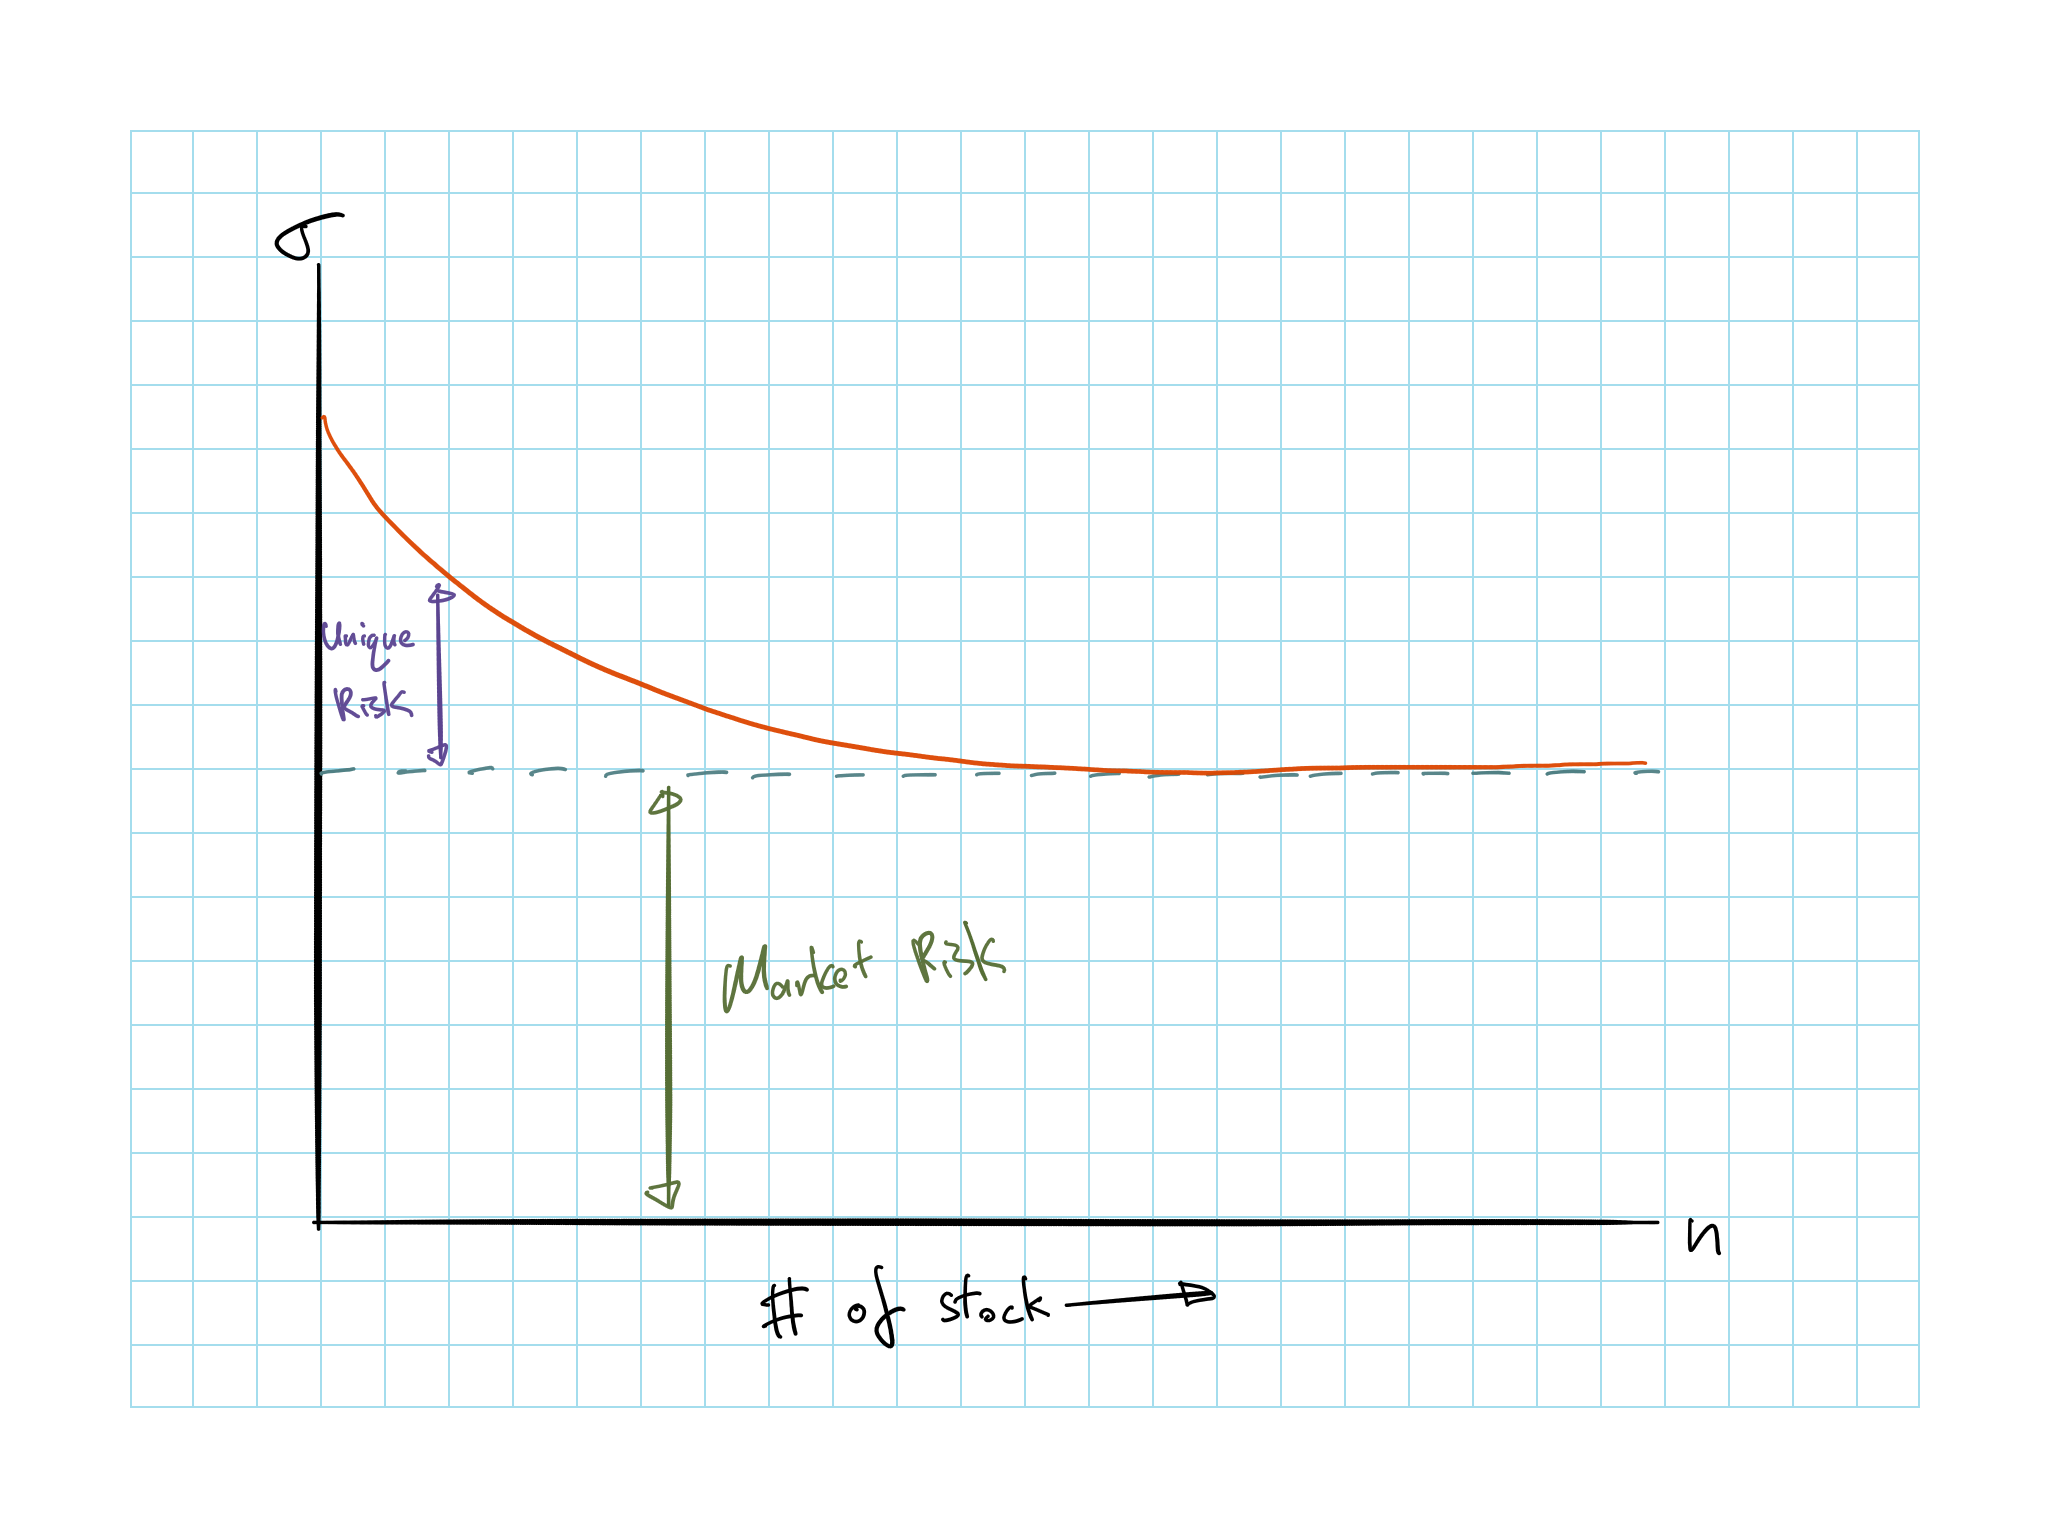 σ
Unique
Risk
Market Risk
n
# of stock →